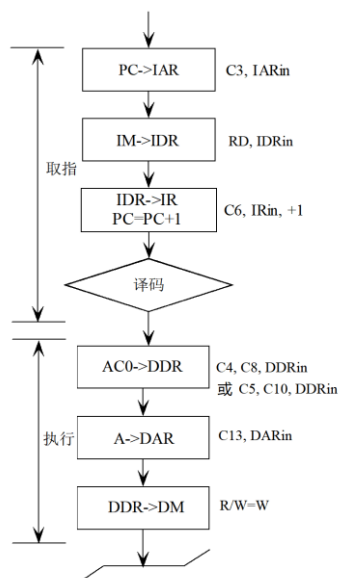 PC->IAR
C3, IARin
IM->IDR
RD, IDRin
取指
IDR->IR
PC=PC+1
C6, IRin, +1
译码
AC0->DDR
C4, C8, DDRin
或 C5, C10, DDRin
执行
A->DAR
C13, DARin
DDR->DM
R/W=W